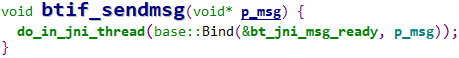 void btif_sendmsg(void* p_msg) {
  do_in_jni_thread(base::Bind(&bt_jni_msg_ready, p_msg));
}